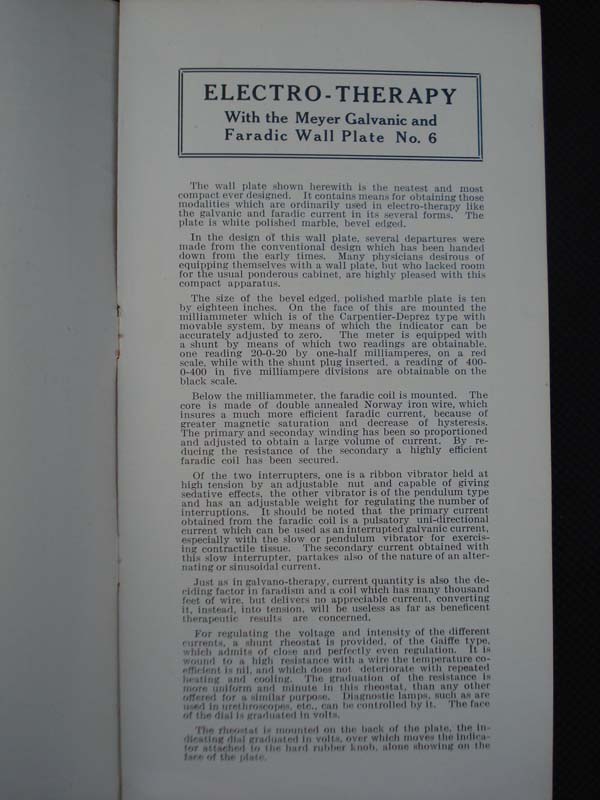 ELECTRO-THERAPY
With the Meyer Galvanic and
Faradic Wall Plate No. 6
The wall plate shown herewith is the neatest and most
compact ever designed. It contains means for obtaining those
modalities which are ordinarily used in electro-therapy like
the galvanic and faradic current in its several forms. The
plate is white polished marble, bevel edged.
In the design of this wall plate, several departures were
made from the conventional design which has been handed
down from the early times. Many physicians desirous of
equipping themselves with a wall plate, but who lacked room
for the usual ponderous cabinet, are highly pleased with this
compact apparatus.
The size of the bevel edged, polished marble plate is ten
by eighteen inches. On the face of this are mounted the
milliammeter which is of the Carpentier-Deprez type with
movable system, by means of which the indicator can be
accurately adjusted to zero. The meter is equipped with
a shunt by means of which two readings are obtainable,
one reading 20-0-20 by one-half milliamperes, on a red
scale, while with the shunt plug inserted, a reading of 400-
0-400 in five milliampere divisions are obtainable on the
black scale.
Below the milliammeter, the faradic coil is mounted. The
core is made of double annealed Norway iron wire, which
insures a much more efficient faradic current, because of
greater magnetic saturation and decrease of hysteresis.
The primary and seconday winding has been so proportioned
and adjusted to obtain a large volume of current. By re-
ducing the resistance of the secondary a highly efficient
faradic coil has been secured.
Of the two interrupters, one is a ribbon vibrator held at
high tension by an adjustable nut and capable of giving
sedative effects, the other vibrator is of the pendulum type
and has an adjustable weight for regulating the number of
interruptions. It should be noted that the primary current
obtained from the faradic coil is a pulsatory uni-directional
current which can be used as an interrupted galvanic current,
especially with the slow or pendulum vibrator for exercis-
ing contractile tissue. The secondary current obtained with
this slow interrupter, partakes also of the nature of an alter-
nating or sinusoidal current.
Just as in galvano-therapy, current quantity is also the de-
ciding factor in faradism and a coil which has many thousand
feet of wire, but delivers no appreciable current, converting
it, instead, into tension, will be useless as far as beneficent
therapeutic results are concerned.
For regulating the voltage and intensity of the different
currents, a shunt rheostat is provided, of the Gaiffe type,
which admits of close and perfectly even regulation. It is
wound to a high resistance with a wire the temperature co-
efficient is nil, and which does not deteriorate with repeated
heating and cooling. The graduation of the resistance is
more uniform and minute in this rheostat, than any other
offered for a similar purpose. Diagnostic lamps, such as are
used in urethroscopes, etc., can be controlled by it. The face
of the dial is graduated in volts.
The rheostat is mounted on the back of the plate, the in-
dicating dial graduated in volts, over which moves the indica-
tor attached to the hard rubber knob, alone showing on the
face of the plate.